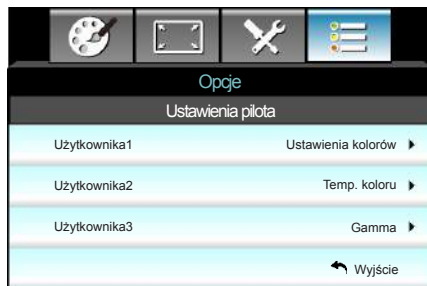 Opcje
Ustawienia pilota
Użytkownika1 Ustawienia kolorów
Użytkownika2 Temp. koloru
Użytkownika3 Gamma
Wyjście